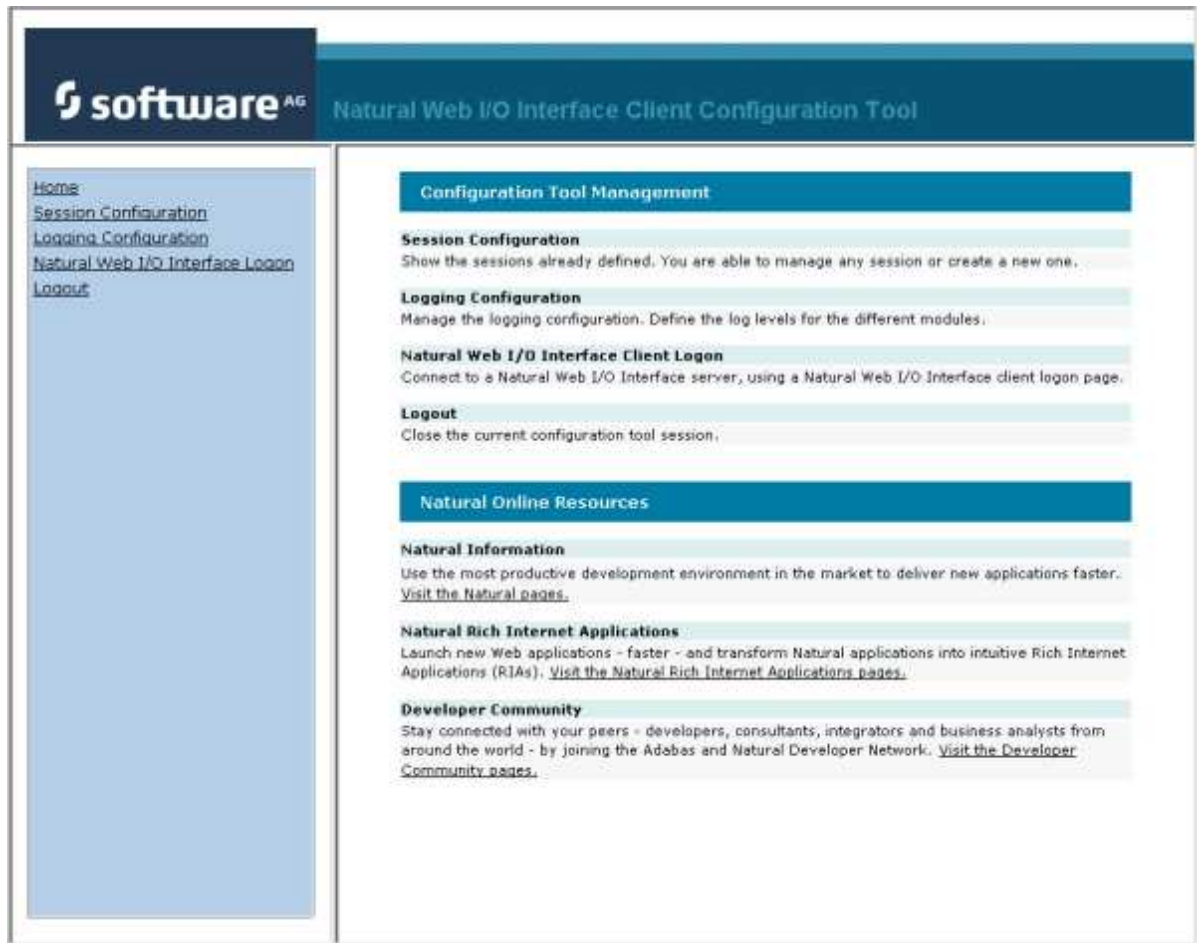 software AG
Natural Web I/O Interface Client Configuration Tool
Home
Session Configuration
Logging Configuration
Natural Web I/O Interface Logon
Logout
Configuration Tool Management
Session Configuration
Show the sessions already defined. You are able to manage any session or create a new one.
Logging Configuration
Manage the logging configuration. Define the log levels for the different modules.
Natural Web I/O Interface Client Logon
Connect to a Natural Web I/O Interface server, using a Natural Web I/O Interface client logon page.
Logout
Close the current configuration tool session.
Natural Online Resources
Natural Information
Use the most productive development environment in the market to deliver new applications faster.
Visit the Natural pages.
Natural Rich Internet Applications
Launch new Web applications - faster - and transform Natural applications into intuitive Rich Internet
Applications (RIAs). Visit the Natural Rich Internet Applications pages.
Developer Community
Stay connected with your peers - developers, consultants, integrators and business analysts from
around the world - by joining the Adabas and Natural Developer Network. Visit the Developer
Community pages.